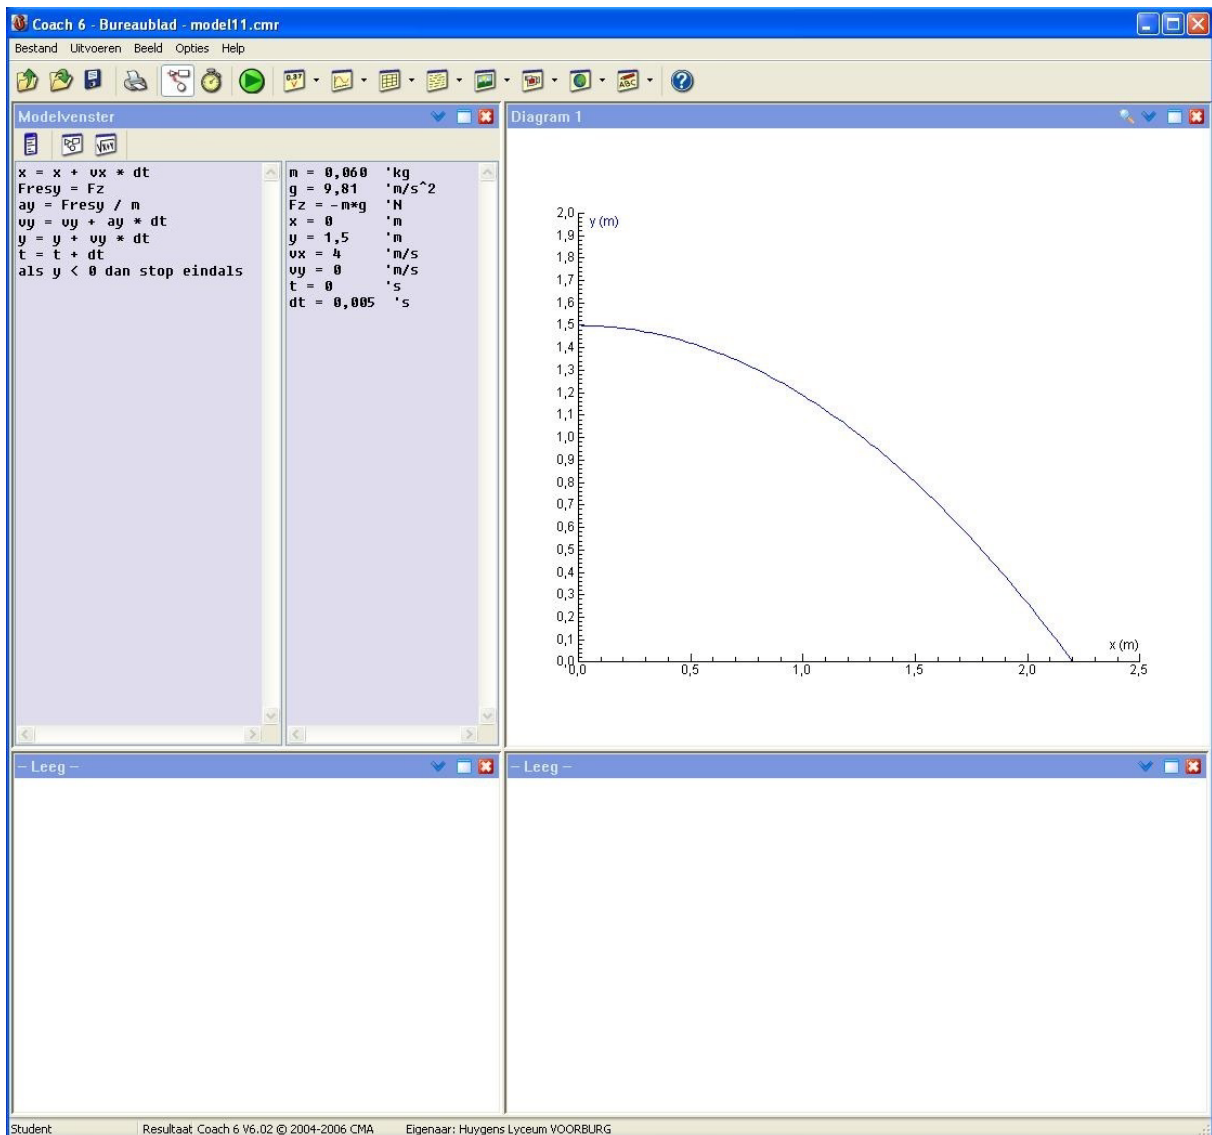 Coach 6 - Bureaublad - model11.cmr
Bestand Uitvoeren Beeld Opties Help
0.37
V
ABC
Modelvenster
x = x + vx * dt
Fresy = Fz
ay = Fresy / m
vy = vy + ay * dt
y = y + vy * dt
t = t + dt
als y < 0 dan stop eindals
m = 0,060 'kg
g = 9,81 'm/s^2
Fz = -m*g 'N
x = 0 'm
y = 1,5 'm
vx = 4 'm/s
vy = 0 'm/s
t = 0 's
dt = 0,005 's
Diagram 1
2,0
y (m)
1,9
1,8
1,7
1,6
1,5
1,4
1,3
1,2
1,1
1,0
0,9
0,8
0,7
0,6
0,5
0,4
0,3
0,2
0,1
0,0
x (m)
0,0 0,5 1,0 1,5 2,0 2,5
-- Leeg --
-- Leeg --
Student Resultaat Coach 6 V6.02 © 2004-2006 CMA Eigenaar: Huygens Lyceum VOORBURG